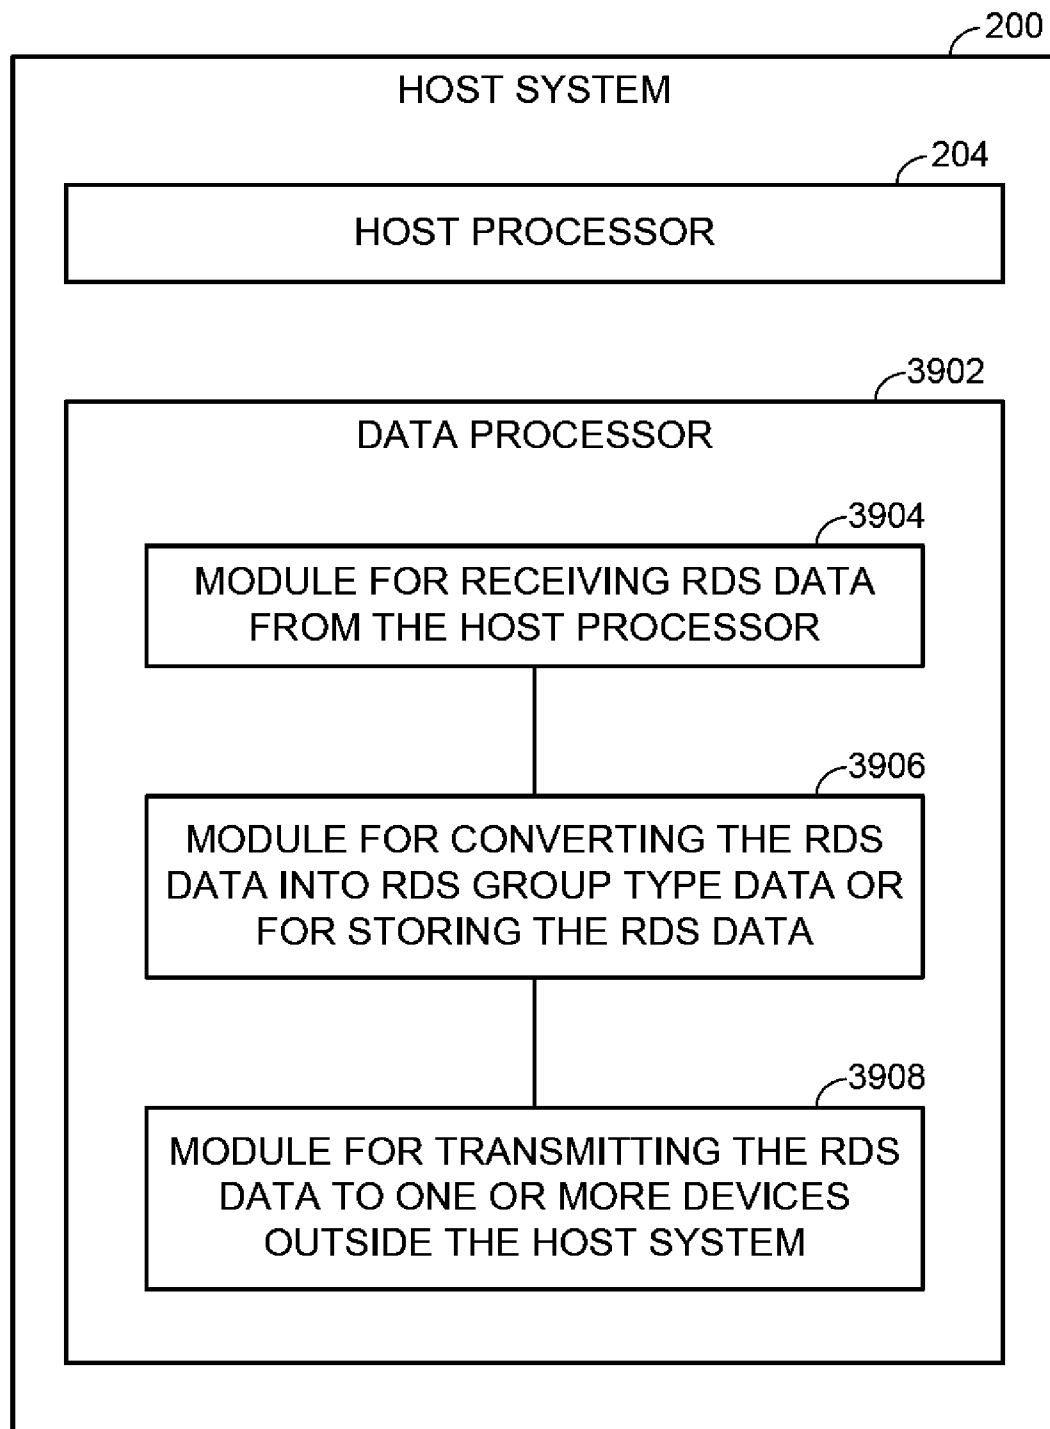 200
HOST SYSTEM
204
HOST PROCESSOR
3902
DATA PROCESSOR
3904
MODULE FOR RECEIVING RDS DATA
FROM THE HOST PROCESSOR
3906
MODULE FOR CONVERTING THE RDS
DATA INTO RDS GROUP TYPE DATA OR
FOR STORING THE RDS DATA
3908
MODULE FOR TRANSMITTING THE RDS
DATA TO ONE OR MORE DEVICES
OUTSIDE THE HOST SYSTEM